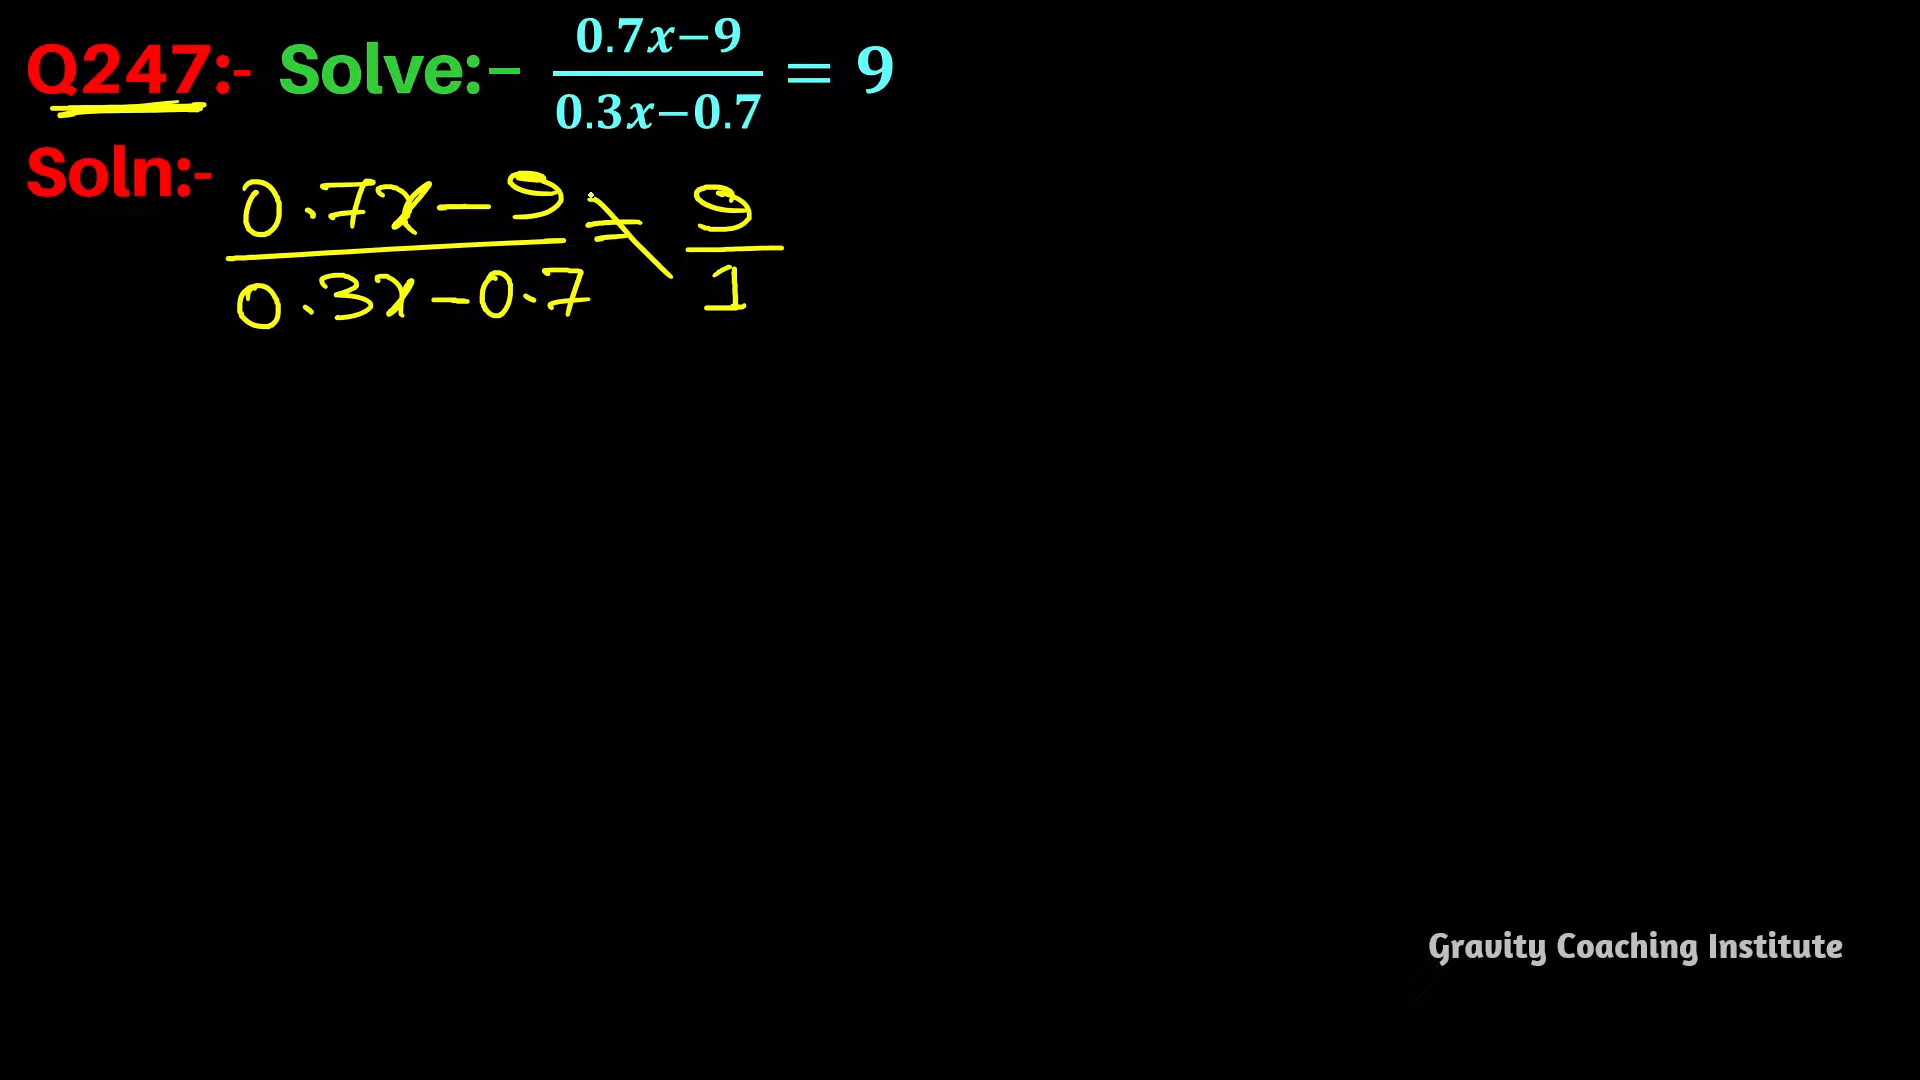 Q247:- Solve:- (0.7x-9)/(0.3x-0.7) = 9
Soln:- (0.7x-9)/(0.3x-0.7) = 9/1
Gravity Coaching Institute